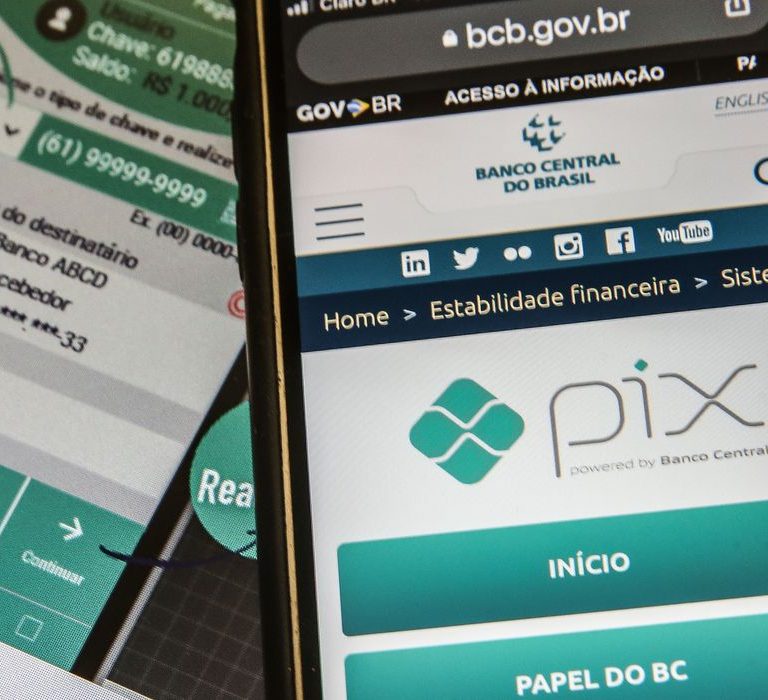 Usuário
Chave: 619888
Saldo: R$ 1.000
o tipo de chave e realize
(61) 99999-9999
Ex. (00) 0000-
do destinatário
Banco ABCD
cebedor
***.***-33
Rea
Continuar
Claro BR
bcb.gov.br
GOV BR
ACESSO À INFORMAÇÃO
PA
ENGLIS
BANCO CENTRAL
DO BRASIL
in
f
YouTube
Home > Estabilidade financeira > Siste
pix
powered by Banco Central
INÍCIO
PAPEL DO BC